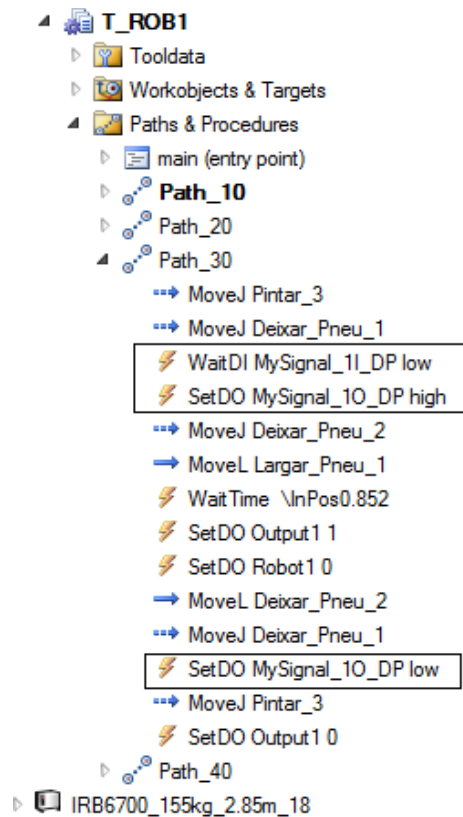 T_ROB1
Tooldata
Workobjects & Targets
Paths & Procedures
main (entry point)
Path_10
Path_20
Path_30
MoveJ Pintar_3
MoveJ Deixar_Pneu_1
WaitDI MySignal_1I_DP low
SetDO MySignal_1O_DP high
MoveJ Deixar_Pneu_2
MoveL Largar_Pneu_1
WaitTime \InPos0.852
SetDO Output1 1
SetDO Robot1 0
MoveL Deixar_Pneu_2
MoveJ Deixar_Pneu_1
SetDO MySignal_1O_DP low
MoveJ Pintar_3
SetDO Output1 0
Path_40
IRB6700_155kg_2.85m_18